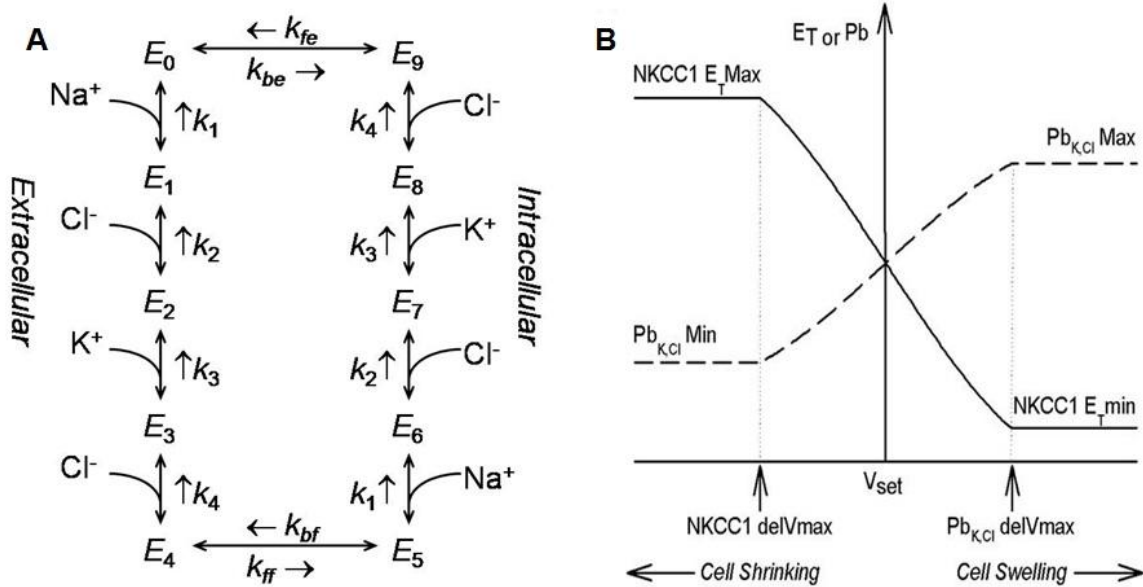 A
← k_fe
E_0
E_9
k_be →
Na⁺
↑k_1
k_4↑
Cl⁻
E_1
E_8
Extracellular
Cl⁻
↑k_2
k_3↑
K⁺
Intracellular
E_2
E_7
K⁺
↑k_3
k_2↑
Cl⁻
E_3
E_6
Cl⁻
↑k_4
k_1↑
Na⁺
← k_bf
E_4
E_5
k_ff →
B
E_T or Pb
NKCC1 E_T Max
Pb_K,Cl Max
Pb_K,Cl Min
NKCC1 E_T min
V_set
NKCC1 delVmax
Pb_K,Cl delVmax
Cell Shrinking
Cell Swelling